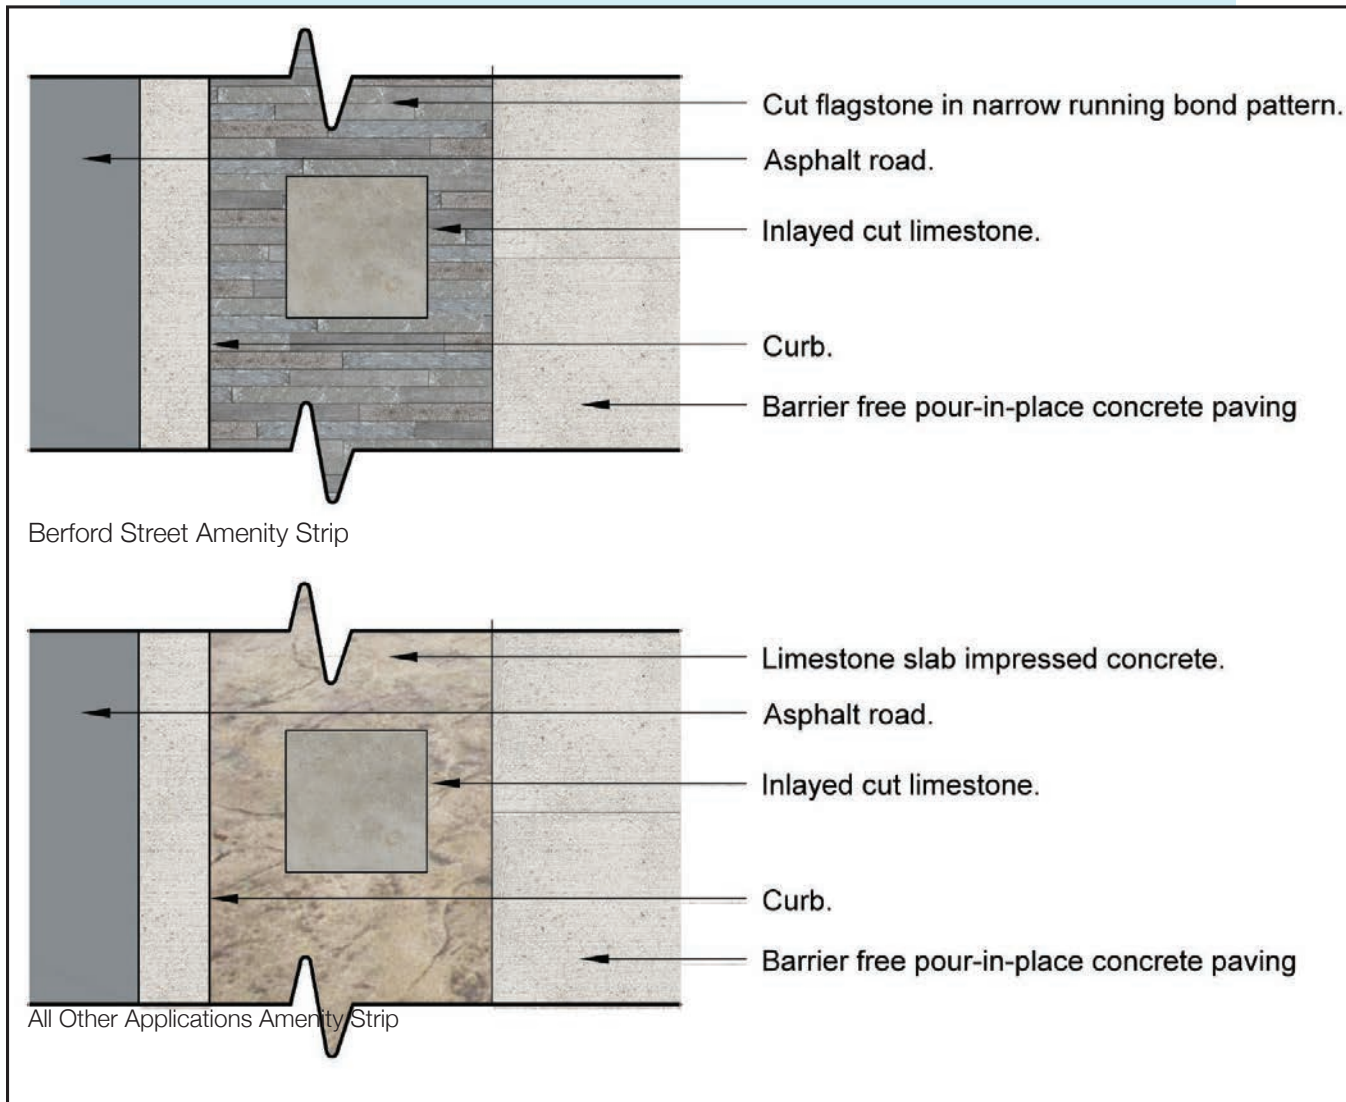 Cut flagstone in narrow running bond pattern.
Asphalt road.
Inlayed cut limestone.
Curb.
Barrier free pour-in-place concrete paving
Berford Street Amenity Strip
Limestone slab impressed concrete.
Asphalt road.
Inlayed cut limestone.
Curb.
Barrier free pour-in-place concrete paving
All Other Applications Amenity Strip